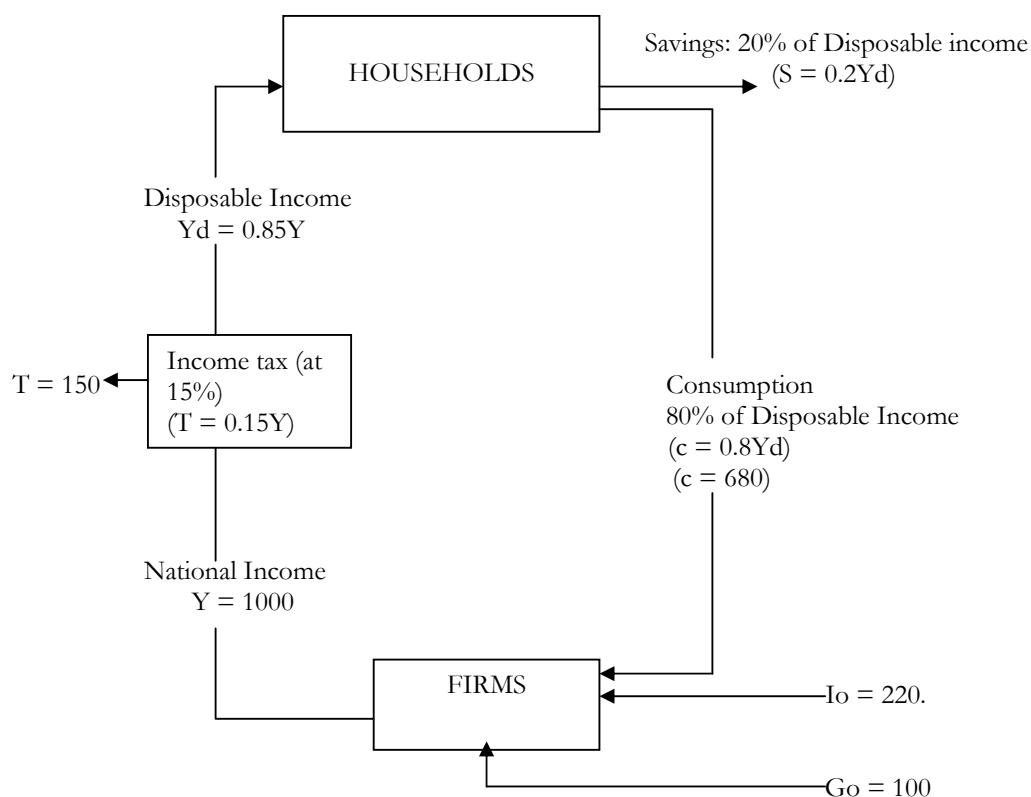 HOUSEHOLDS
Savings: 20% of Disposable income
(S = 0.2Yd)
Disposable Income
Yd = 0.85Y
T = 150
Income tax (at
15%)
(T = 0.15Y)
Consumption
80% of Disposable Income
(c = 0.8Yd)
(c = 680)
National Income
Y = 1000
FIRMS
Io = 220.
Go = 100